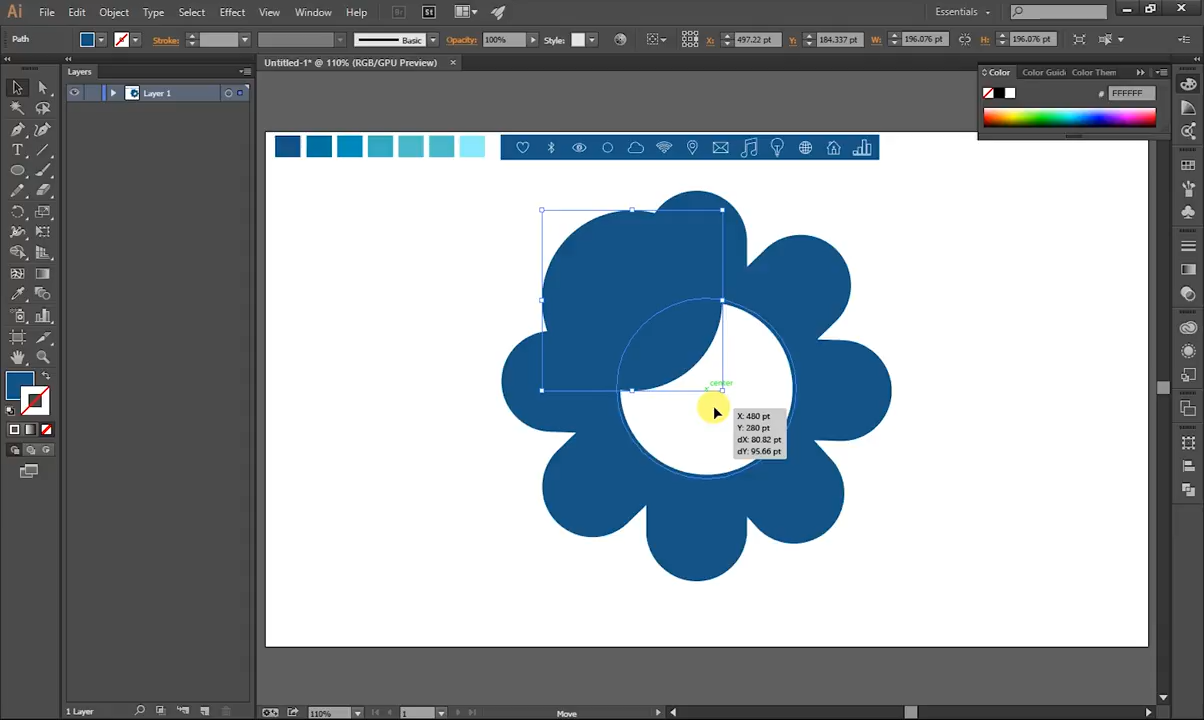 Ai File Edit Object Type Select Effect View Window Help Br St Essentials
Path Stroke: Basic Opacity: 100% Style: X: 497.22 pt Y: 184.337 pt W: 196.076 pt H: 196.076 pt
Untitled-1* @ 110% (RGB/GPU Preview)
Layers
Layer 1
Color Color Guide Color Them
# FFFFFF
center
X: 480 pt
Y: 280 pt
dX: 80.82 pt
dY: 95.66 pt
1 Layer 110% 1 Move